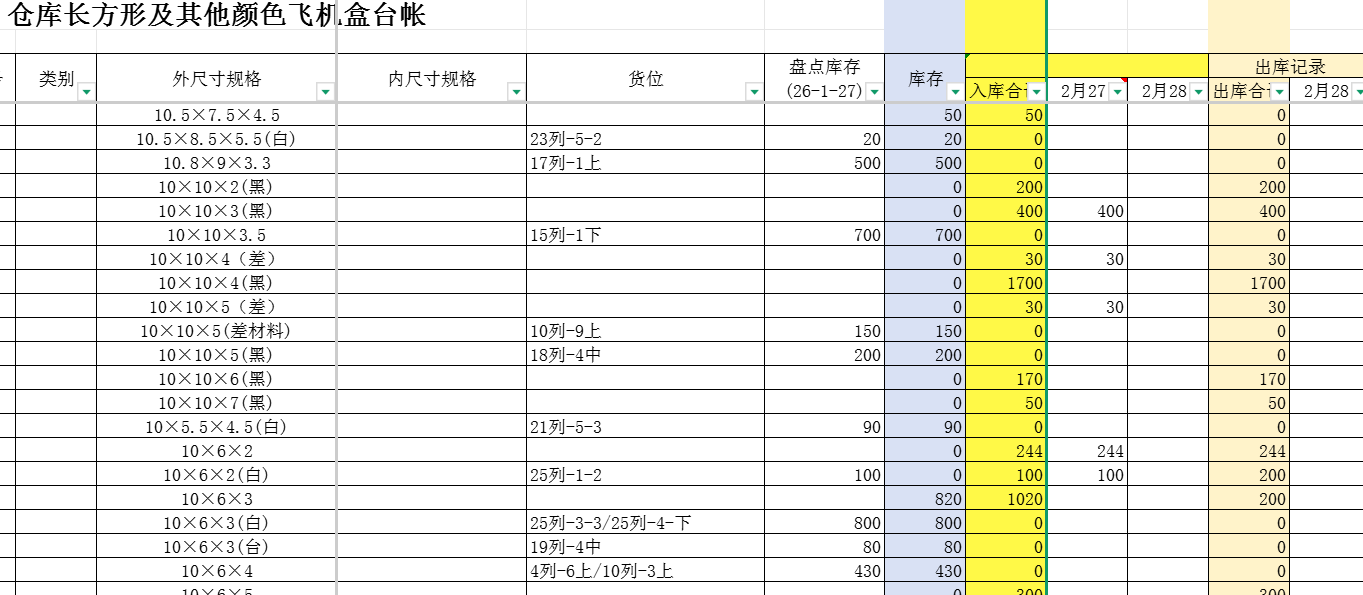 仓库长方形及其他颜色飞机盒台帐
类别 外尺寸规格 内尺寸规格 货位 盘点库存 (26-1-27) 库存 入库合计 2月27 2月28 出库记录 出库合计 2月28
10.5×7.5×4.5 50 50 0
10.5×8.5×5.5(白) 23列-5-2 20 20 0 0
10.8×9×3.3 17列-1上 500 500 0 0
10×10×2(黑) 0 200 200
10×10×3(黑) 0 400 400 400
10×10×3.5 15列-1下 700 700 0 0
10×10×4（差） 0 30 30 30
10×10×4(黑) 0 1700 1700
10×10×5（差） 0 30 30 30
10×10×5(差材料) 10列-9上 150 150 0 0
10×10×5(黑) 18列-4中 200 200 0 0
10×10×6(黑) 0 170 170
10×10×7(黑) 0 50 50
10×5.5×4.5(白) 21列-5-3 90 90 0 0
10×6×2 0 244 244 244
10×6×2(白) 25列-1-2 100 0 100 100 200
10×6×3 820 1020 200
10×6×3(白) 25列-3-3/25列-4-下 800 800 0 0
10×6×3(台) 19列-4中 80 80 0 0
10×6×4 4列-6上/10列-3上 430 430 0 0
10×6×5 0 300 300